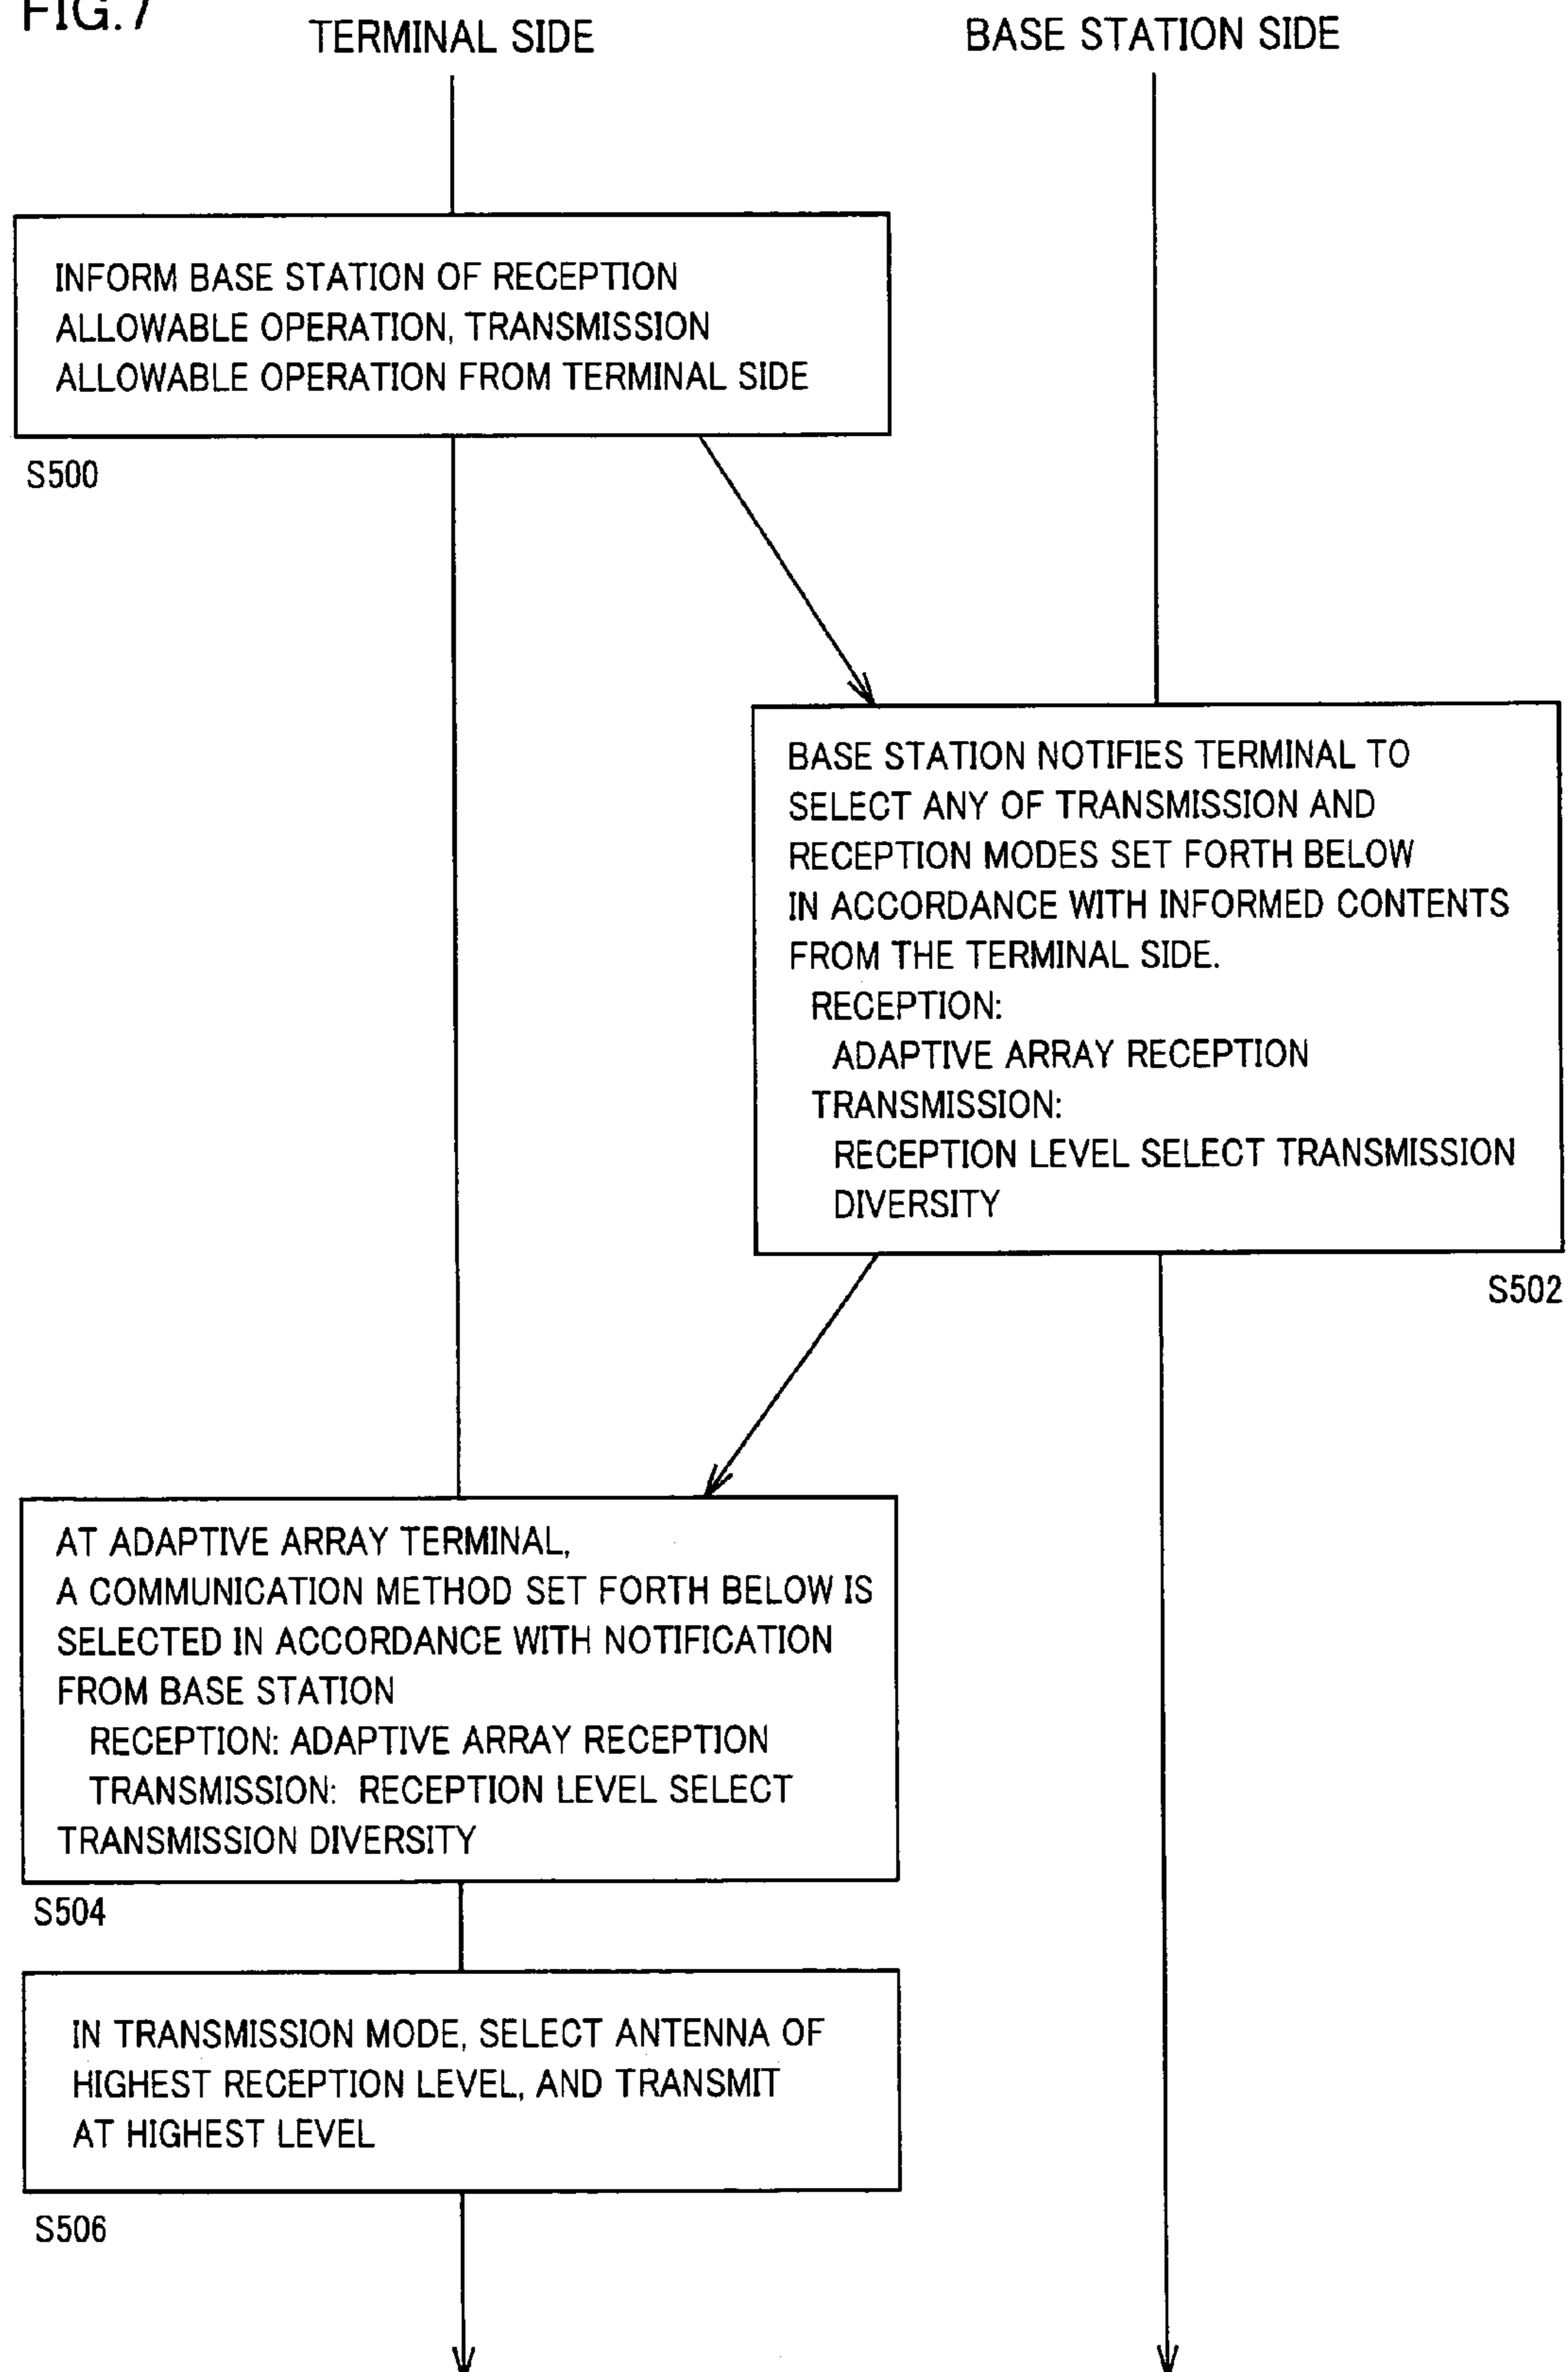 FIG. 7
TERMINAL SIDE
BASE STATION SIDE
INFORM BASE STATION OF RECEPTION
ALLOWABLE OPERATION, TRANSMISSION
ALLOWABLE OPERATION FROM TERMINAL SIDE
S500
BASE STATION NOTIFIES TERMINAL TO
SELECT ANY OF TRANSMISSION AND
RECEPTION MODES SET FORTH BELOW
IN ACCORDANCE WITH INFORMED CONTENTS
FROM THE TERMINAL SIDE.
RECEPTION:
ADAPTIVE ARRAY RECEPTION
TRANSMISSION:
RECEPTION LEVEL SELECT TRANSMISSION
DIVERSITY
S502
AT ADAPTIVE ARRAY TERMINAL,
A COMMUNICATION METHOD SET FORTH BELOW IS
SELECTED IN ACCORDANCE WITH NOTIFICATION
FROM BASE STATION
RECEPTION: ADAPTIVE ARRAY RECEPTION
TRANSMISSION: RECEPTION LEVEL SELECT
TRANSMISSION DIVERSITY
S504
IN TRANSMISSION MODE, SELECT ANTENNA OF
HIGHEST RECEPTION LEVEL, AND TRANSMIT
AT HIGHEST LEVEL
S506